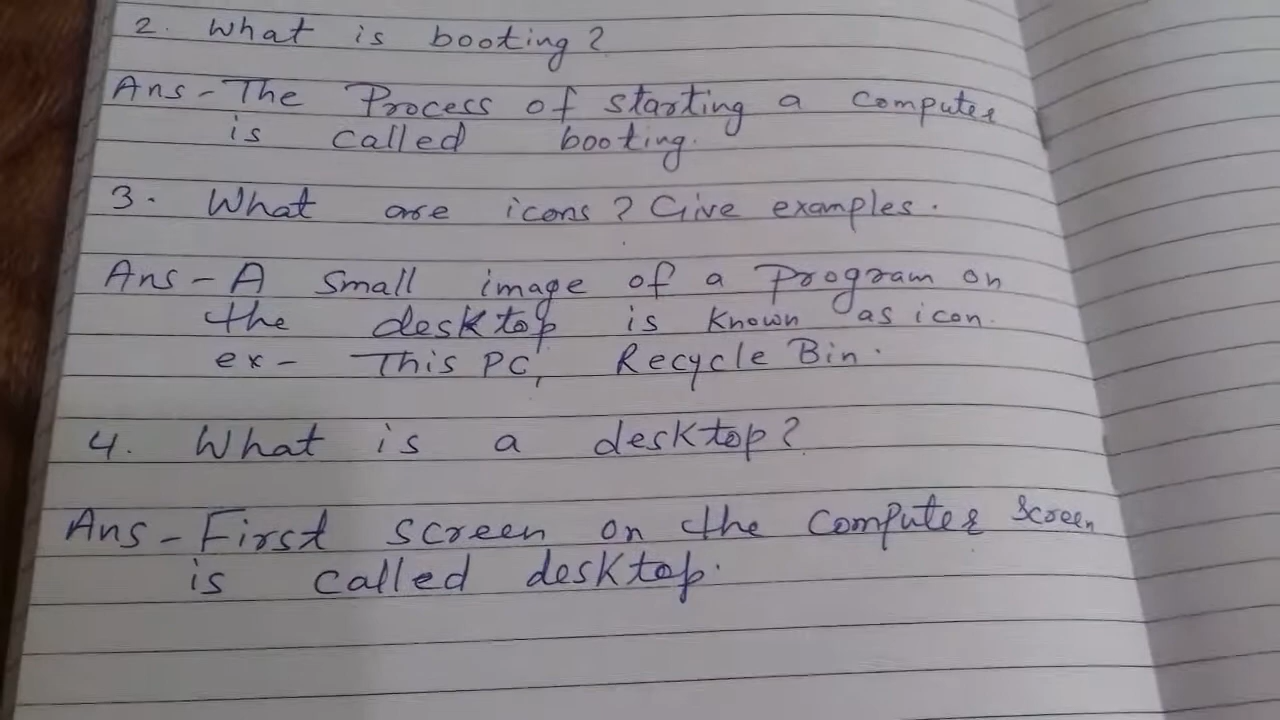 2. What is booting?
Ans - The Process of starting a computer
is called booting.
3. What are icons? Give examples.
Ans - A small image of a program on
the desktop is known as icon.
ex - This PC, Recycle Bin.
4. What is a desktop?
Ans - First screen on the computer screen
is called desktop.